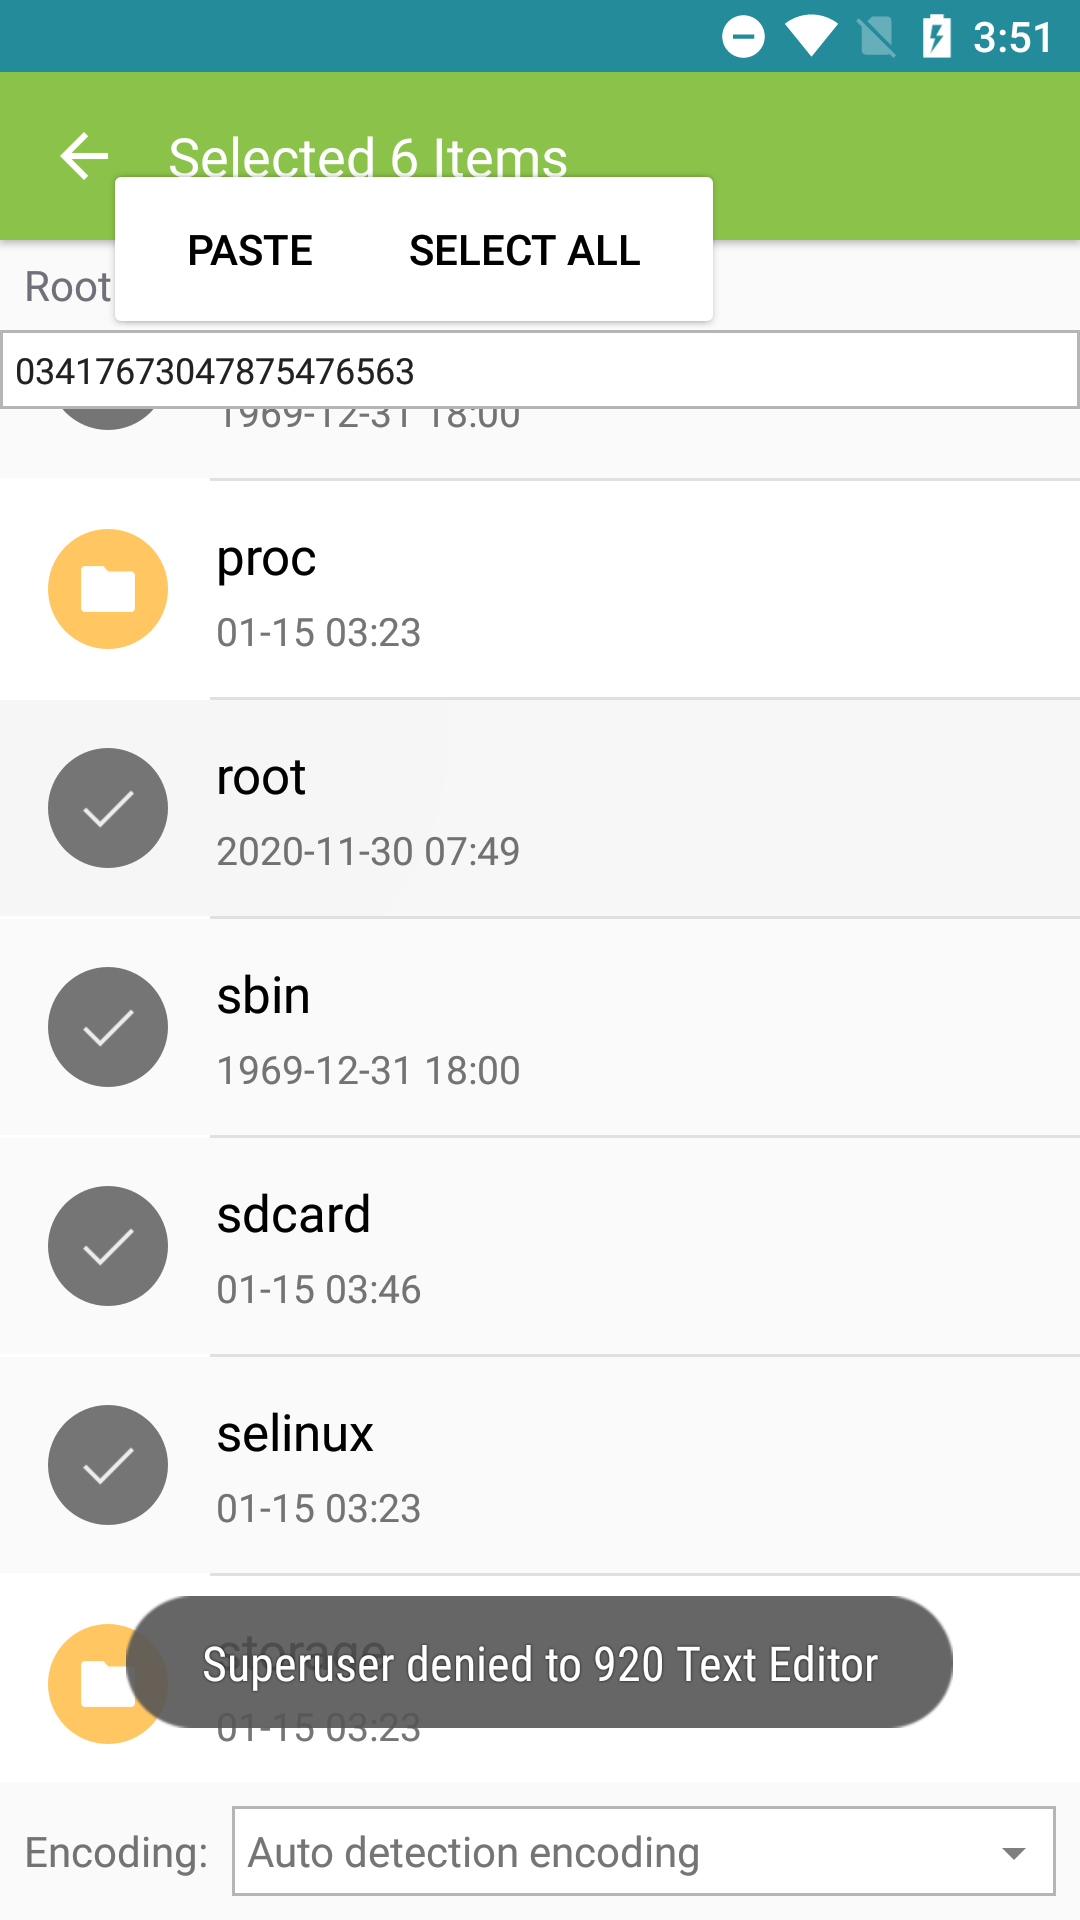 3:51
Selected 6 Items
PASTE SELECT ALL
Root
03417673047875476563
1969-12-31 18:00
proc
01-15 03:23
root
2020-11-30 07:49
sbin
1969-12-31 18:00
sdcard
01-15 03:46
selinux
01-15 03:23
storage
Superuser denied to 920 Text Editor
01-15 03:23
Encoding: Auto detection encoding